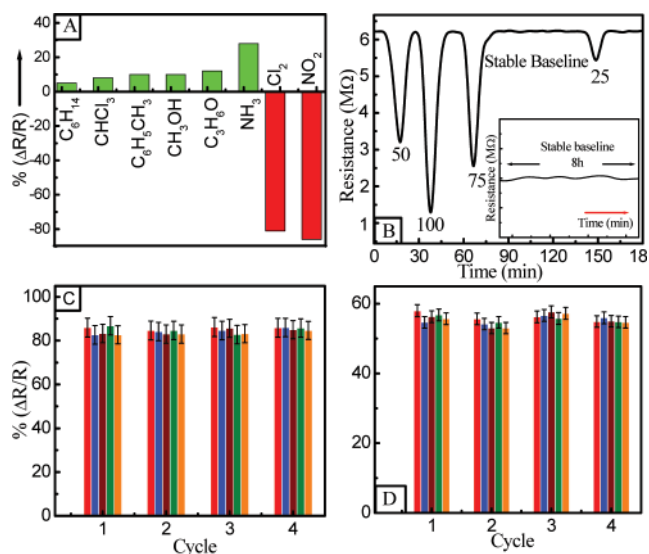 A
% (ΔR/R)
20
0
-20
-40
-60
-80
C6H14
CHCl3
C6H5CH3
CH3OH
C3H6O
NH3
Cl2
NO2
B
Resistance (MΩ)
6
5
4
3
2
1
50
100
75
25
Stable Baseline
Resistance (MΩ)
Stable baseline
8h
Time (min)
0 30 60 90 120 150 180
Time (min)
C
% (ΔR/R)
100
80
60
40
20
0
1 2 3 4
Cycle
D
60
40
20
0
1 2 3 4
Cycle